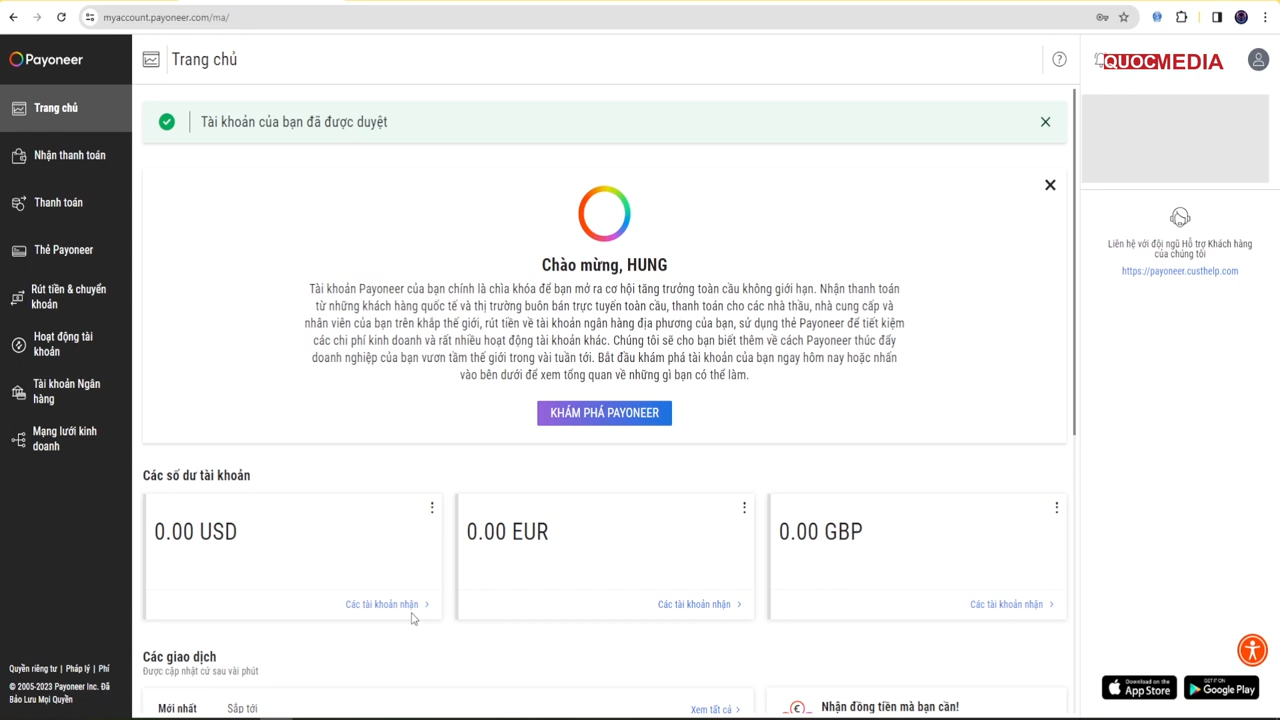 myaccount.payoneer.com/ma/
Payoneer
Trang chủ
QUOCMEDIA
Trang chủ
Nhận thanh toán
Thanh toán
Thẻ Payoneer
Rút tiền & chuyển
khoản
Hoạt động tài
khoản
Tài khoản Ngân
hàng
Mạng lưới kinh
doanh
Quyền riêng tư | Pháp lý | Phí
© 2005-2023 Payoneer Inc. Đã
Bảo Lưu Mọi Quyền
Tài khoản của bạn đã được duyệt
Chào mừng, HUNG
Tài khoản Payoneer của bạn chính là chìa khóa để bạn mở ra cơ hội tăng trưởng toàn cầu không giới hạn. Nhận thanh toán
từ những khách hàng quốc tế và thị trường buôn bán trực tuyến toàn cầu, thanh toán cho các nhà thầu, nhà cung cấp và
nhân viên của bạn trên khắp thế giới, rút tiền về tài khoản ngân hàng địa phương của bạn, sử dụng thẻ Payoneer để tiết kiệm
các chi phí kinh doanh và rất nhiều hoạt động tài khoản khác. Chúng tôi sẽ cho bạn biết thêm về cách Payoneer thúc đẩy
doanh nghiệp của bạn vươn tầm thế giới trong vài tuần tới. Bắt đầu khám phá tài khoản của bạn ngay hôm nay hoặc nhấn
vào bên dưới để xem tổng quan về những gì bạn có thể làm.
KHÁM PHÁ PAYONEER
Các số dư tài khoản
0.00 USD
Các tài khoản nhận
0.00 EUR
Các tài khoản nhận
0.00 GBP
Các tài khoản nhận
Các giao dịch
Được cập nhật cứ sau vài phút
Mới nhất
Sắp tới
Xem tất cả
Nhận đồng tiền mà bạn cần!
Liên hệ với đội ngũ Hỗ trợ Khách hàng
của chúng tôi
https://payoneer.custhelp.com
Download on the
App Store
GET IT ON
Google Play